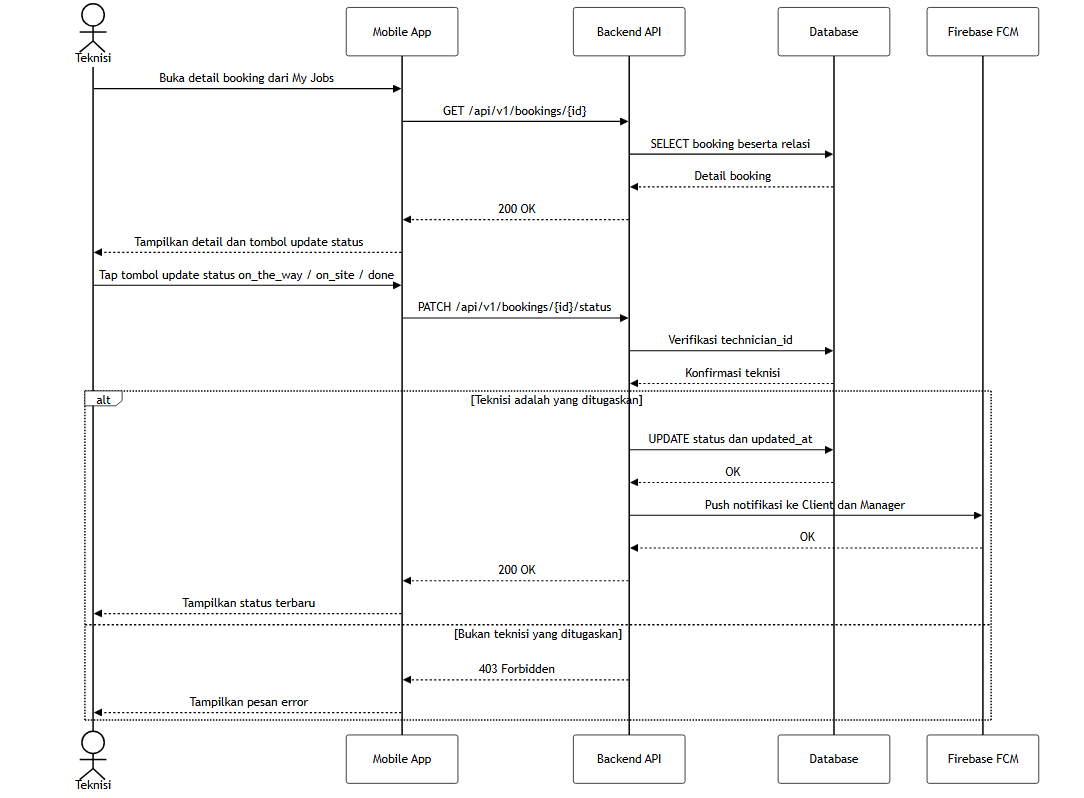 Teknisi
Mobile App
Backend API
Database
Firebase FCM
Buka detail booking dari My Jobs
GET /api/v1/bookings/{id}
SELECT booking beserta relasi
Detail booking
200 OK
Tampilkan detail dan tombol update status
Tap tombol update status on_the_way / on_site / done
PATCH /api/v1/bookings/{id}/status
Verifikasi technician_id
Konfirmasi teknisi
alt
[Teknisi adalah yang ditugaskan]
UPDATE status dan updated_at
OK
Push notifikasi ke Client dan Manager
OK
200 OK
Tampilkan status terbaru
[Bukan teknisi yang ditugaskan]
403 Forbidden
Tampilkan pesan error
Teknisi
Mobile App
Backend API
Database
Firebase FCM